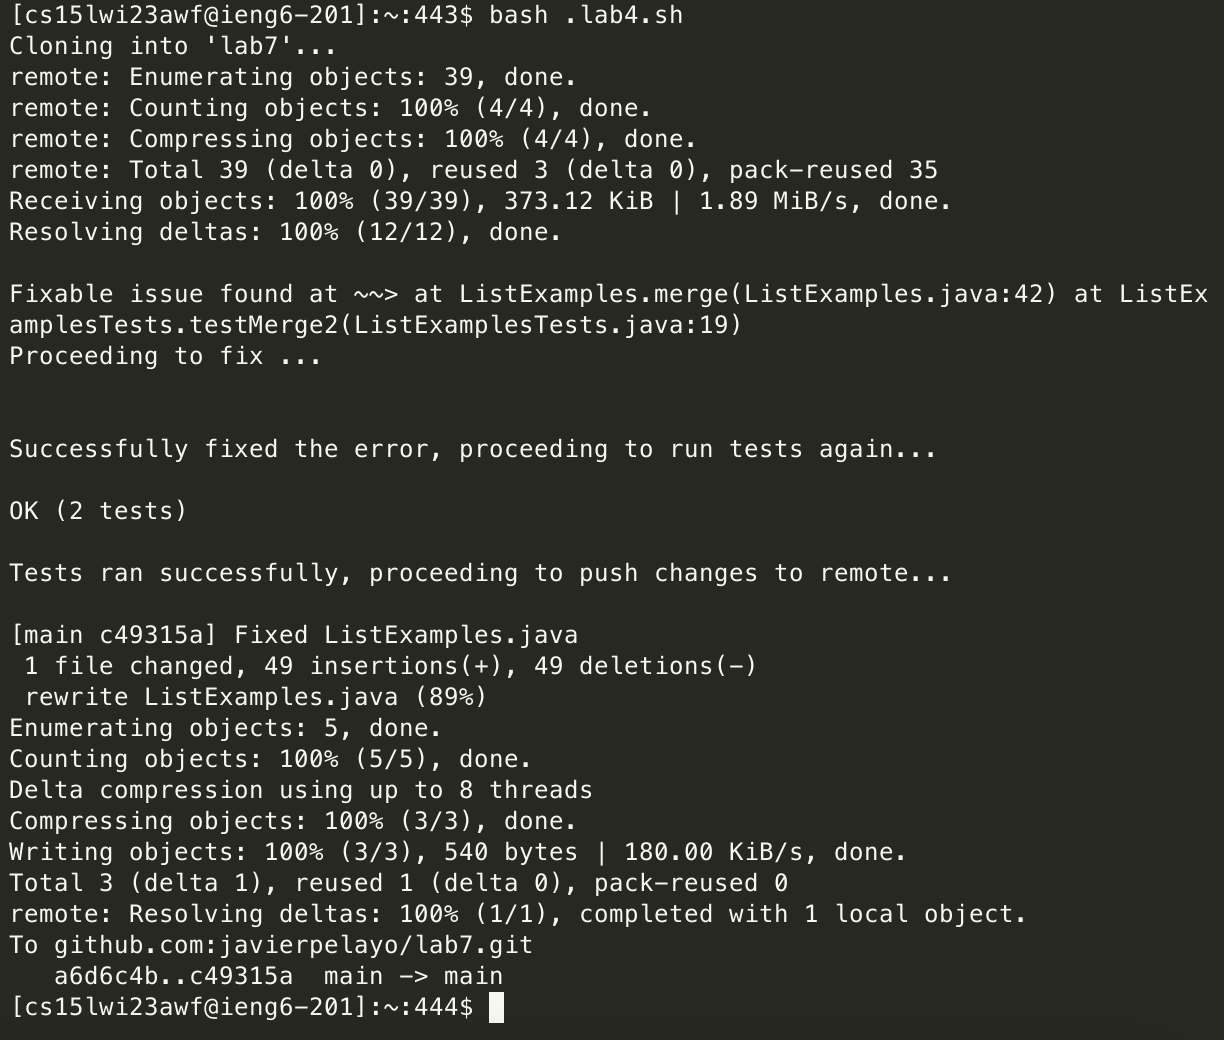 [cs15lwi23awf@ieng6-201]:~:443$ bash .lab4.sh
Cloning into 'lab7'...
remote: Enumerating objects: 39, done.
remote: Counting objects: 100% (4/4), done.
remote: Compressing objects: 100% (4/4), done.
remote: Total 39 (delta 0), reused 3 (delta 0), pack-reused 35
Receiving objects: 100% (39/39), 373.12 KiB | 1.89 MiB/s, done.
Resolving deltas: 100% (12/12), done.
Fixable issue found at ~~> at ListExamples.merge(ListExamples.java:42) at ListEx
amplesTests.testMerge2(ListExamplesTests.java:19)
Proceeding to fix ...
Successfully fixed the error, proceeding to run tests again...
OK (2 tests)
Tests ran successfully, proceeding to push changes to remote...
[main c49315a] Fixed ListExamples.java
 1 file changed, 49 insertions(+), 49 deletions(-)
 rewrite ListExamples.java (89%)
Enumerating objects: 5, done.
Counting objects: 100% (5/5), done.
Delta compression using up to 8 threads
Compressing objects: 100% (3/3), done.
Writing objects: 100% (3/3), 540 bytes | 180.00 KiB/s, done.
Total 3 (delta 1), reused 1 (delta 0), pack-reused 0
remote: Resolving deltas: 100% (1/1), completed with 1 local object.
To github.com:javierpelayo/lab7.git
   a6d6c4b..c49315a  main -> main
[cs15lwi23awf@ieng6-201]:~:444$